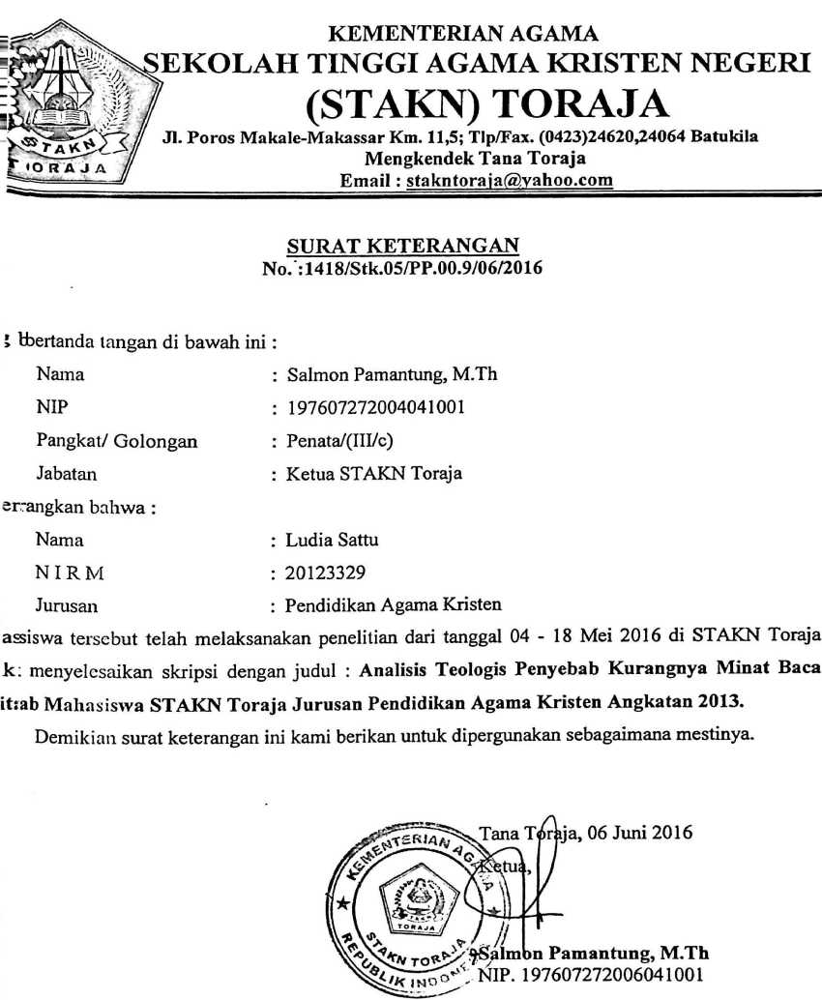 KEMENTERIAN AGAMA
SEKOLAH TINGGI AGAMA KRISTEN NEGERI
(STAKN) TORAJA
Jl. Poros Makale-Makassar Km. 11,5; Tlp/Fax. (0423)24620,24064 Batukila
Mengkendek Tana Toraja
Email : stakntoraja@yahoo.com
STAKN
TORAJA
SURAT KETERANGAN
No. :1418/Stk.05/PP.00.9/06/2016
bertanda tangan di bawah ini :
Nama : Salmon Pamantung, M.Th
NIP : 197607272004041001
Pangkat/ Golongan : Penata/(III/c)
Jabatan : Ketua STAKN Toraja
erangkan bahwa :
Nama : Ludia Sattu
N I R M : 20123329
Jurusan : Pendidikan Agama Kristen
asiswa tersebut telah melaksanakan penelitian dari tanggal 04 - 18 Mei 2016 di STAKN Toraja
k menyelesaikan skripsi dengan judul : Analisis Teologis Penyebab Kurangnya Minat Baca
itab Mahasiswa STAKN Toraja Jurusan Pendidikan Agama Kristen Angkatan 2013.
Demikian surat keterangan ini kami berikan untuk dipergunakan sebagaimana mestinya.
Tana Toraja, 06 Juni 2016
Ketua,
KEMENTERIAN AGAMA
TORAJA
STAKN TORAJA
REPUBLIK INDONESIA
Salmon Pamantung, M.Th
NIP. 197607272006041001